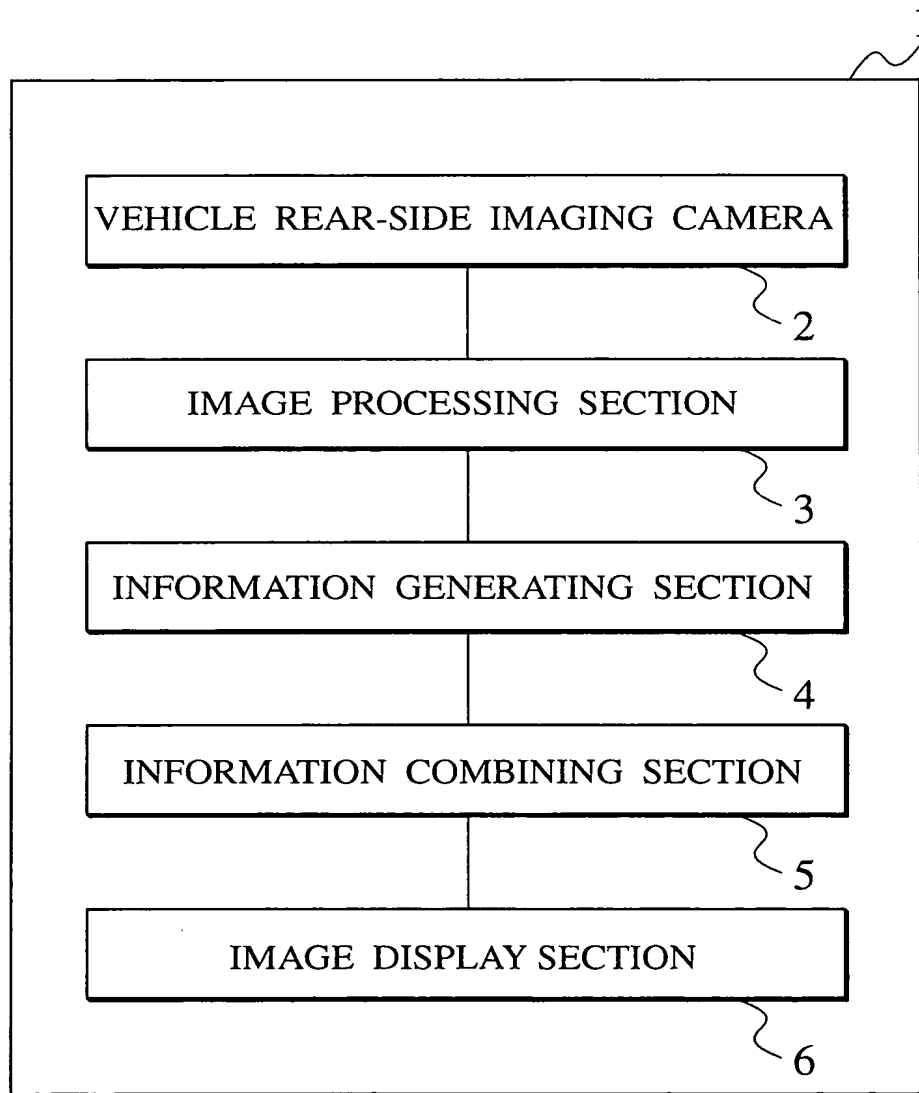 VEHICLE REAR-SIDE IMAGING CAMERA
2
IMAGE PROCESSING SECTION
3
INFORMATION GENERATING SECTION
4
INFORMATION COMBINING SECTION
5
IMAGE DISPLAY SECTION
6